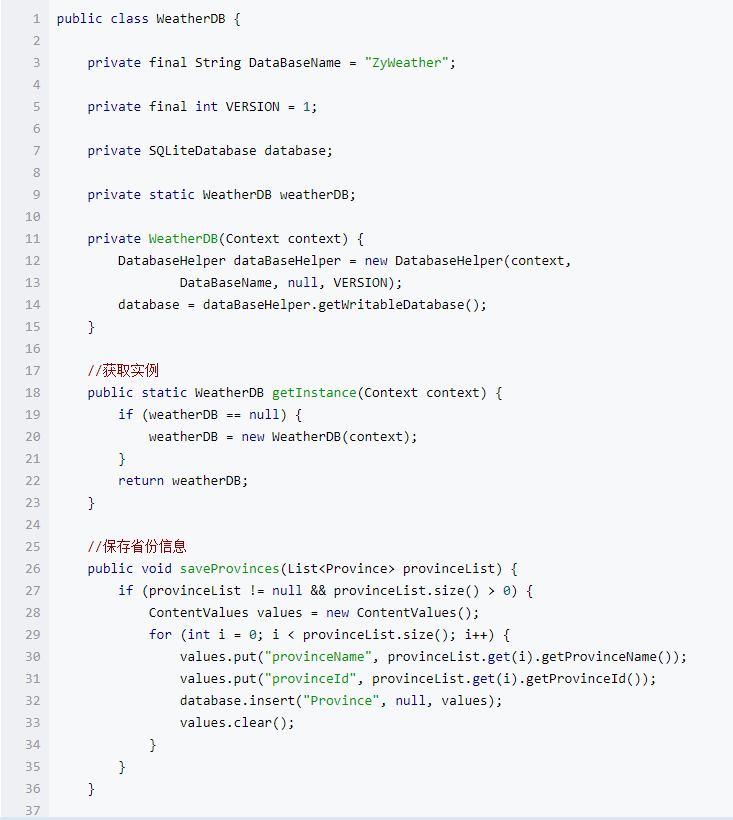 1 public class WeatherDB {
2
3 private final String DataBaseName = "ZyWeather";
4
5 private final int VERSION = 1;
6
7 private SQLiteDatabase database;
8
9 private static WeatherDB weatherDB;
10
11 private WeatherDB(Context context) {
12 DatabaseHelper dataBaseHelper = new DatabaseHelper(context,
13 DataBaseName, null, VERSION);
14 database = dataBaseHelper.getWritableDatabase();
15 }
16
17 //获取实例
18 public static WeatherDB getInstance(Context context) {
19 if (weatherDB == null) {
20 weatherDB = new WeatherDB(context);
21 }
22 return weatherDB;
23 }
24
25 //保存省份信息
26 public void saveProvinces(List<Province> provinceList) {
27 if (provinceList != null && provinceList.size() > 0) {
28 ContentValues values = new ContentValues();
29 for (int i = 0; i < provinceList.size(); i++) {
30 values.put("provinceName", provinceList.get(i).getProvinceName());
31 values.put("provinceId", provinceList.get(i).getProvinceId());
32 database.insert("Province", null, values);
33 values.clear();
34 }
35 }
36 }
37